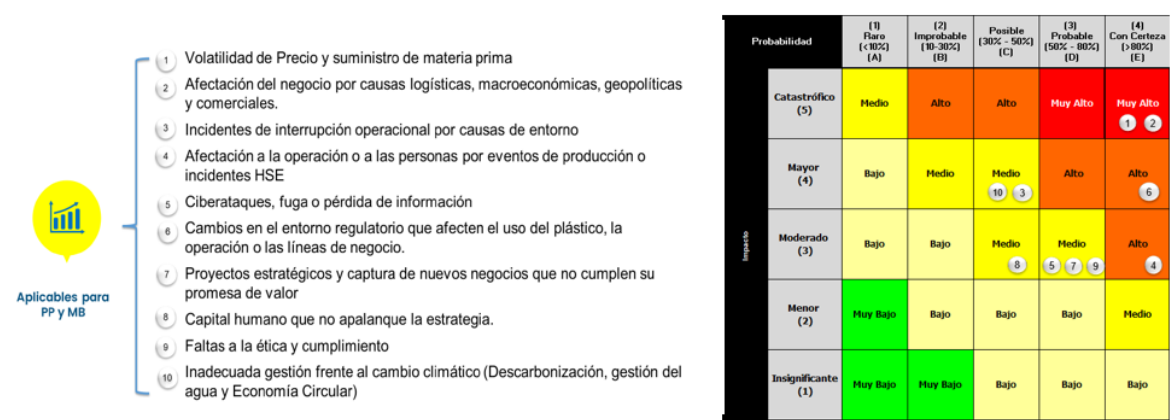 1 Volatilidad de Precio y suministro de materia prima
2 Afectación del negocio por causas logísticas, macroeconómicas, geopolíticas
y comerciales.
3 Incidentes de interrupción operacional por causas de entorno
4 Afectación a la operación o a las personas por eventos de producción o
incidentes HSE
5 Ciberataques, fuga o pérdida de información
6 Cambios en el entorno regulatorio que afecten el uso del plástico, la
operación o las líneas de negocio.
7 Proyectos estratégicos y captura de nuevos negocios que no cumplen su
promesa de valor
8 Capital humano que no apalanque la estrategia.
9 Faltas a la ética y cumplimiento
10 Inadecuada gestión frente al cambio climático (Descarbonización, gestión del
agua y Economía Circular)
Aplicables para
PP y MB
Probabilidad
(1)
Raro
(<10%)
(A)
(2)
Improbable
(10-30%)
(B)
Posible
(30% - 50%)
(C)
(3)
Probable
(50% - 80%)
(D)
(4)
Con Certeza
(>80%)
(E)
Impacto
Catastrófico
(5)
Medio
Alto
Alto
Muy Alto
Muy Alto
1 2
Mayor
(4)
Bajo
Medio
Medio
10 3
Alto
Alto
6
Moderado
(3)
Bajo
Bajo
Medio
8
Medio
5 7 9
Alto
4
Menor
(2)
Muy Bajo
Bajo
Bajo
Bajo
Medio
Insignificante
(1)
Muy Bajo
Muy Bajo
Bajo
Bajo
Bajo